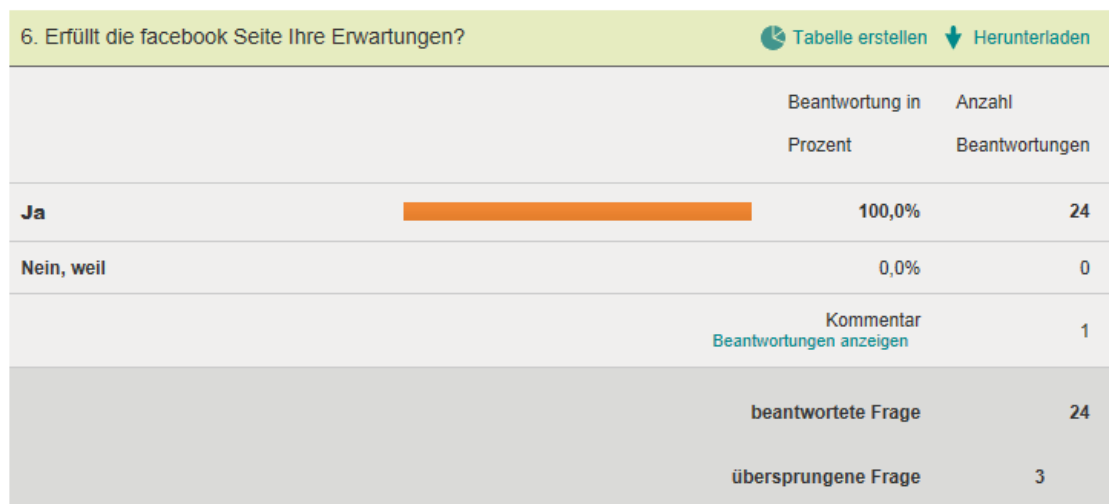 6. Erfüllt die facebook Seite Ihre Erwartungen? Tabelle erstellen Herunterladen
Beantwortung in Anzahl
Prozent Beantwortungen
Ja 100,0% 24
Nein, weil 0,0% 0
Kommentar
Beantwortungen anzeigen 1
beantwortete Frage 24
übersprungene Frage 3